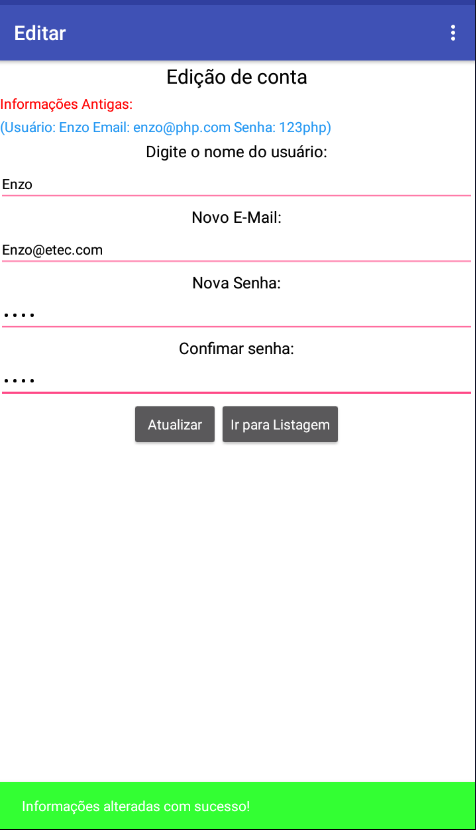 Editar
Edição de conta
Informações Antigas:
(Usuário: Enzo Email: enzo@php.com Senha: 123php)
Digite o nome do usuário:
Enzo
Novo E-Mail:
Enzo@etec.com
Nova Senha:
••••
Confimar senha:
••••
Atualizar Ir para Listagem
Informações alteradas com sucesso!